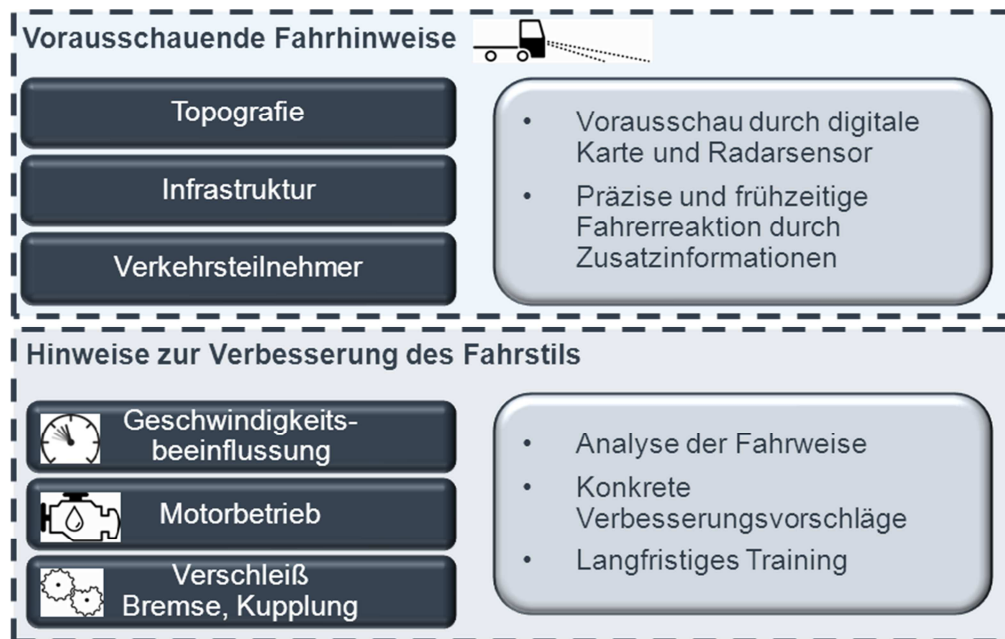 Vorausschauende Fahrhinweise
Topografie
Infrastruktur
Verkehrsteilnehmer
• Vorausschau durch digitale
Karte und Radarsensor
• Präzise und frühzeitige
Fahrerreaktion durch
Zusatzinformationen
Hinweise zur Verbesserung des Fahrstils
Geschwindigkeits-
beeinflussung
Motorbetrieb
Verschleiß
Bremse, Kupplung
• Analyse der Fahrweise
• Konkrete
Verbesserungsvorschläge
• Langfristiges Training